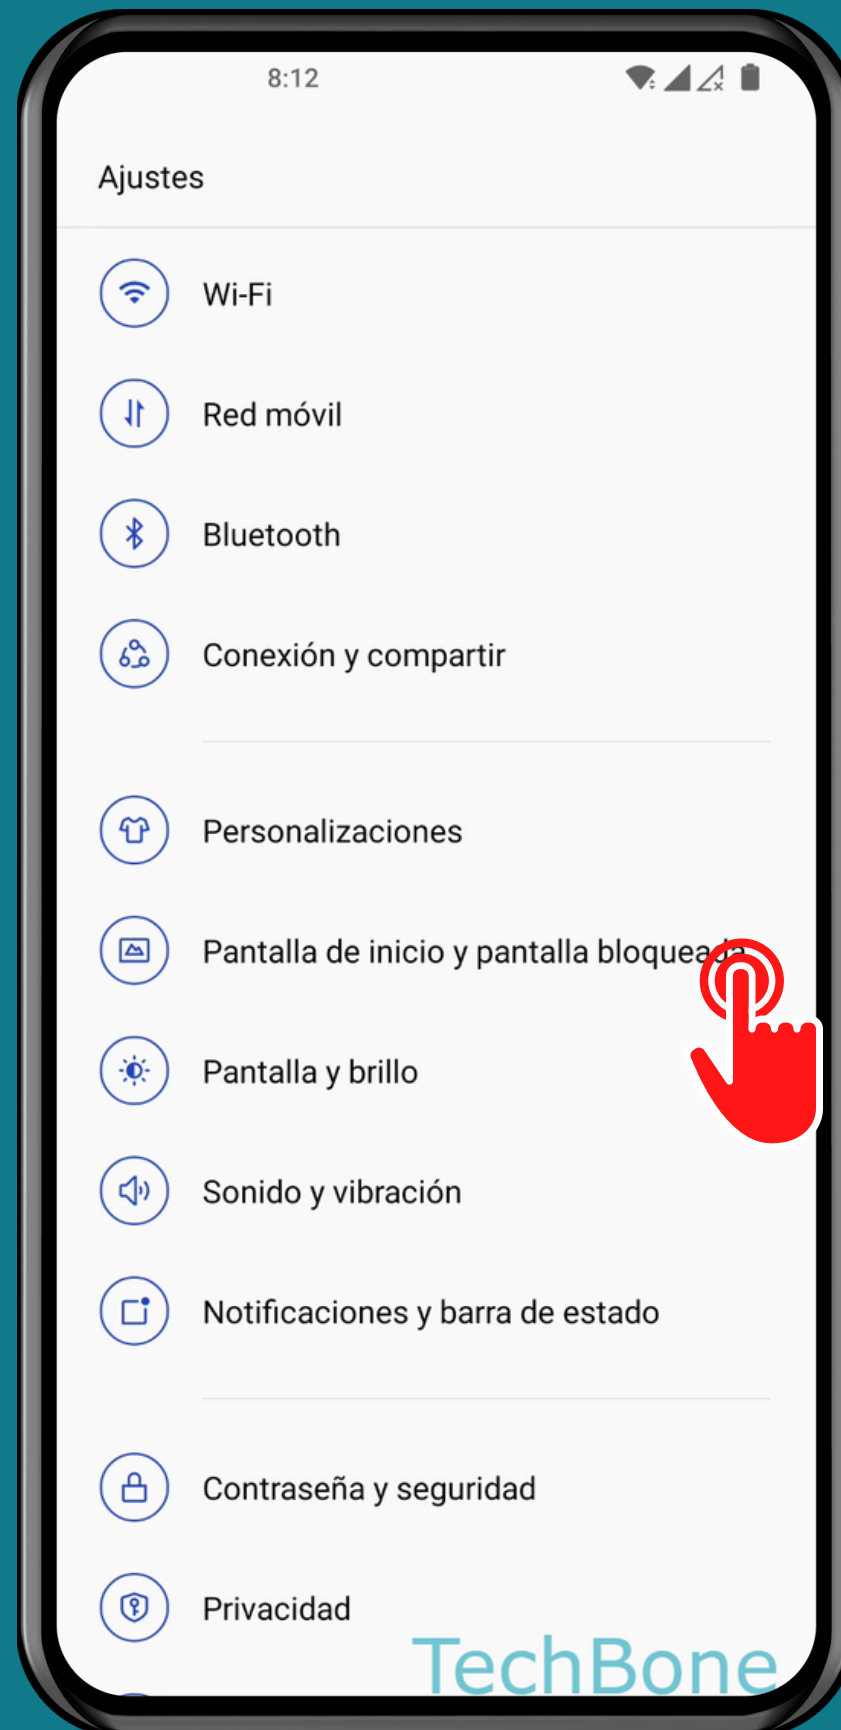 8:12
Ajustes
Wi-Fi
Red móvil
Bluetooth
Conexión y compartir
Personalizaciones
Pantalla de inicio y pantalla bloqueada
Pantalla y brillo
Sonido y vibración
Notificaciones y barra de estado
Contraseña y seguridad
Privacidad
TechBone